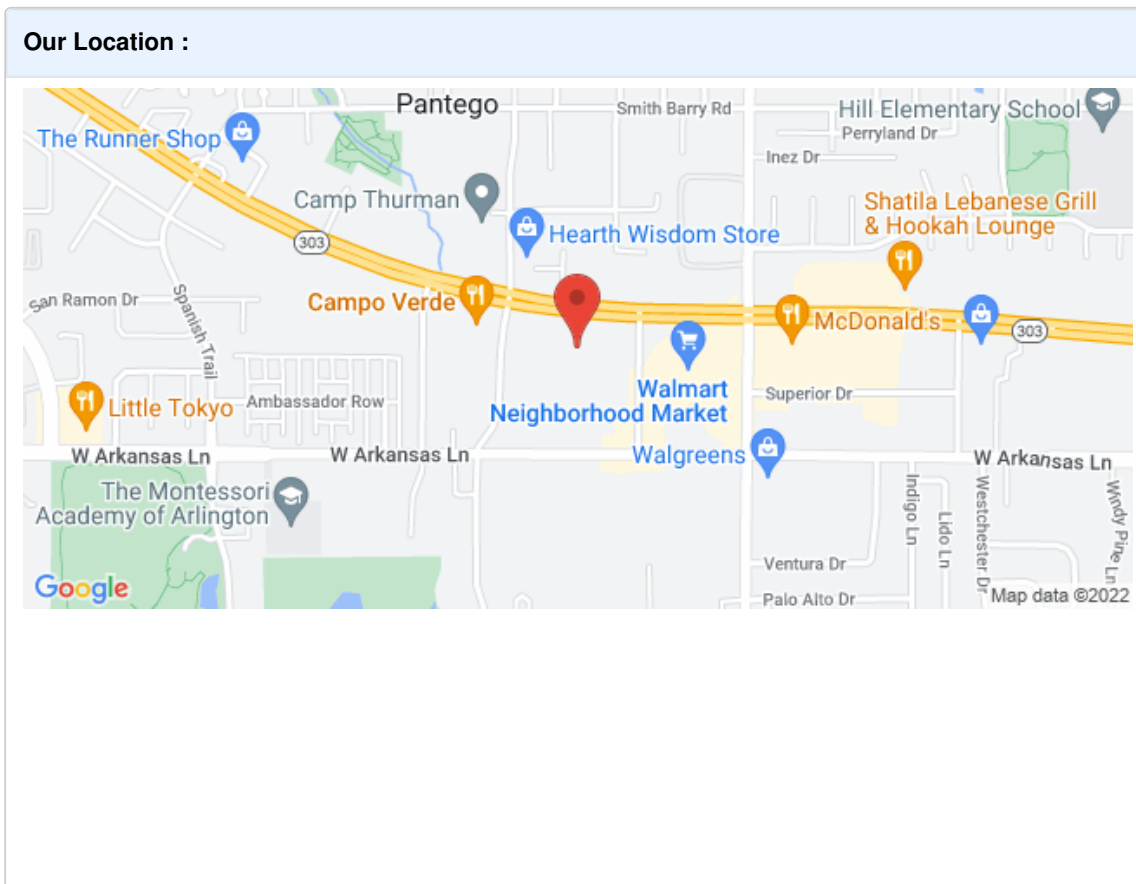 Our Location :
Pantego
Smith Barry Rd
Hill Elementary School
The Runner Shop
Perryland Dr
Inez Dr
Camp Thurman
Shatila Lebanese Grill
& Hookah Lounge
Hearth Wisdom Store
303
San Ramon Dr
Spanish Trail
Campo Verde
McDonald's
303
Walmart
Neighborhood Market
Superior Dr
Little Tokyo
Ambassador Row
W Arkansas Ln
W Arkansas Ln
Walgreens
W Arkansas Ln
The Montessori
Academy of Arlington
Indigo Ln
Lido Ln
Westchester Dr
Windy Pine Ln
Ventura Dr
Palo Alto Dr
Google
Map data ©2022